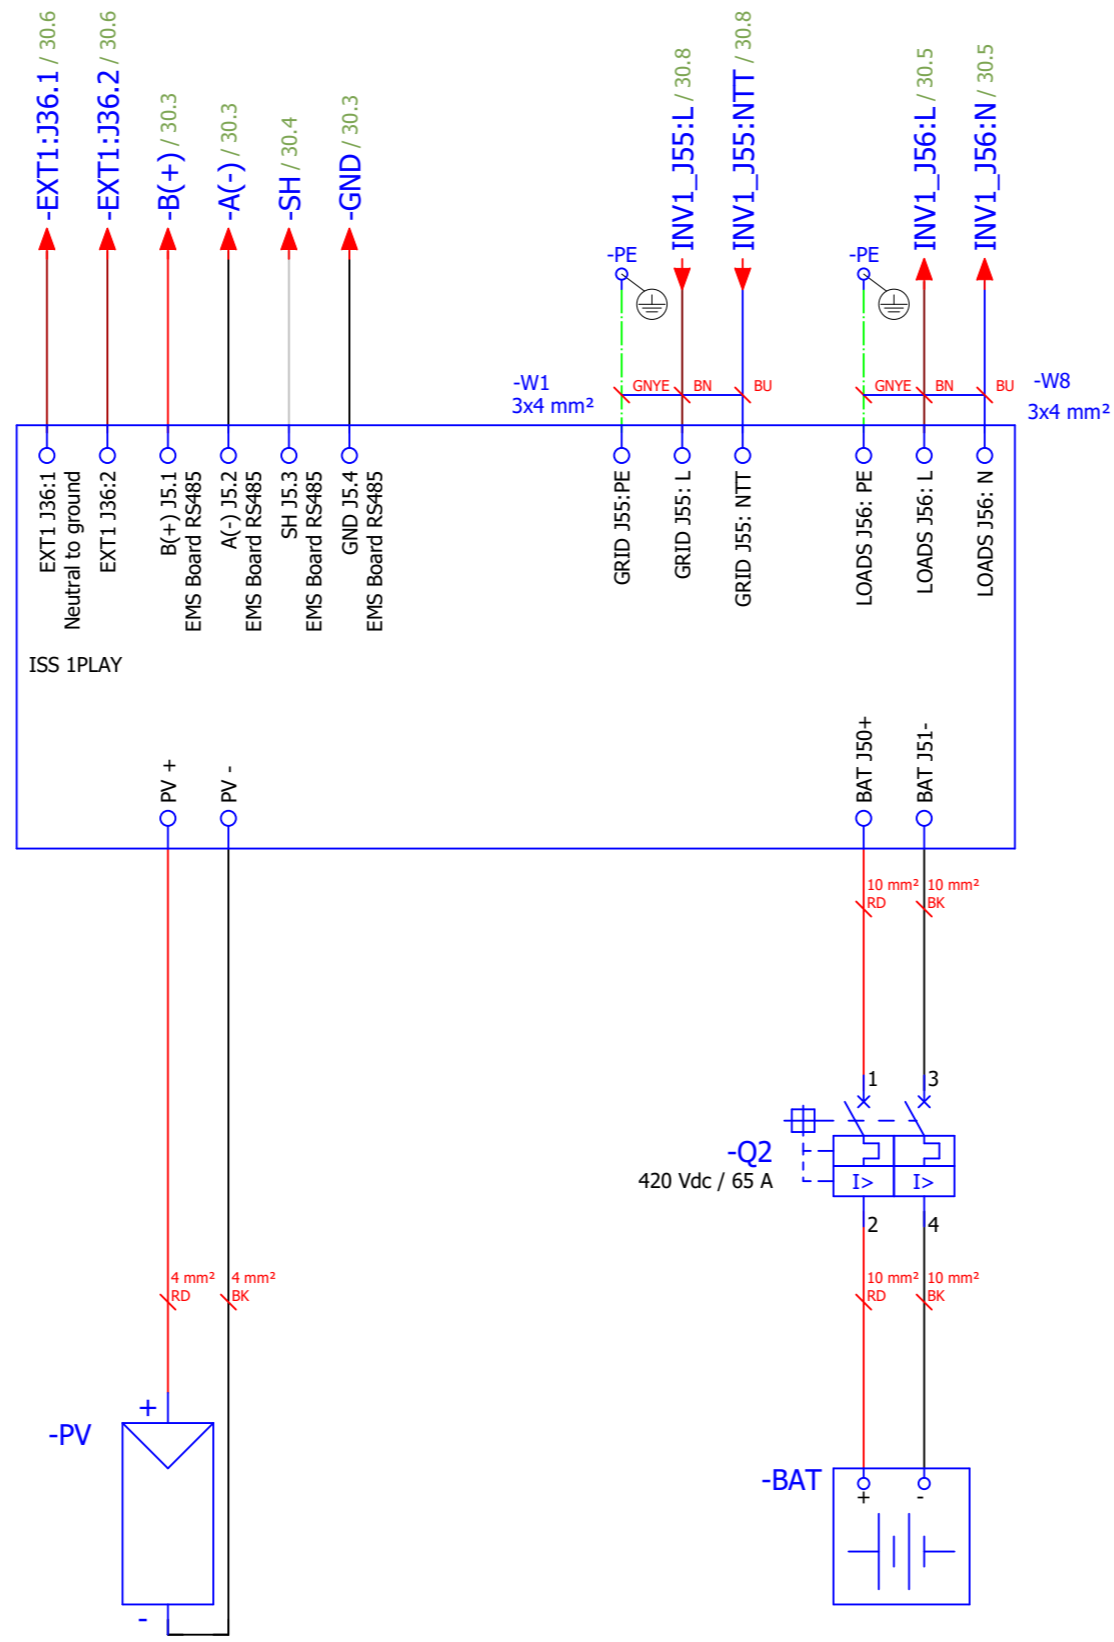 -EXT1:J36.1 / 30.6
-EXT1:J36.2 / 30.6
-B(+) / 30.3
-A(-) / 30.3
-SH / 30.4
-GND / 30.3
INV1_J55:L / 30.8
INV1_J55:NTT / 30.8
INV1_J56:L / 30.5
INV1_J56:N / 30.5
-PE
-PE
-W1
3x4 mm²
GNYE
BN
BU
GNYE
BN
BU
-W8
3x4 mm²
EXT1 J36:1
Neutral to ground
EXT1 J36:2
B(+) J5.1
EMS Board RS485
A(-) J5.2
EMS Board RS485
SH J5.3
EMS Board RS485
GND J5.4
EMS Board RS485
GRID J55:PE
GRID J55: L
GRID J55: NTT
LOADS J56: PE
LOADS J56: L
LOADS J56: N
ISS 1PLAY
PV +
PV -
BAT J50+
BAT J51-
10 mm²
RD
10 mm²
BK
1
3
-Q2
420 Vdc / 65 A
I>
I>
2
4
4 mm²
RD
4 mm²
BK
10 mm²
RD
10 mm²
BK
+
-PV
-
-BAT
+
-